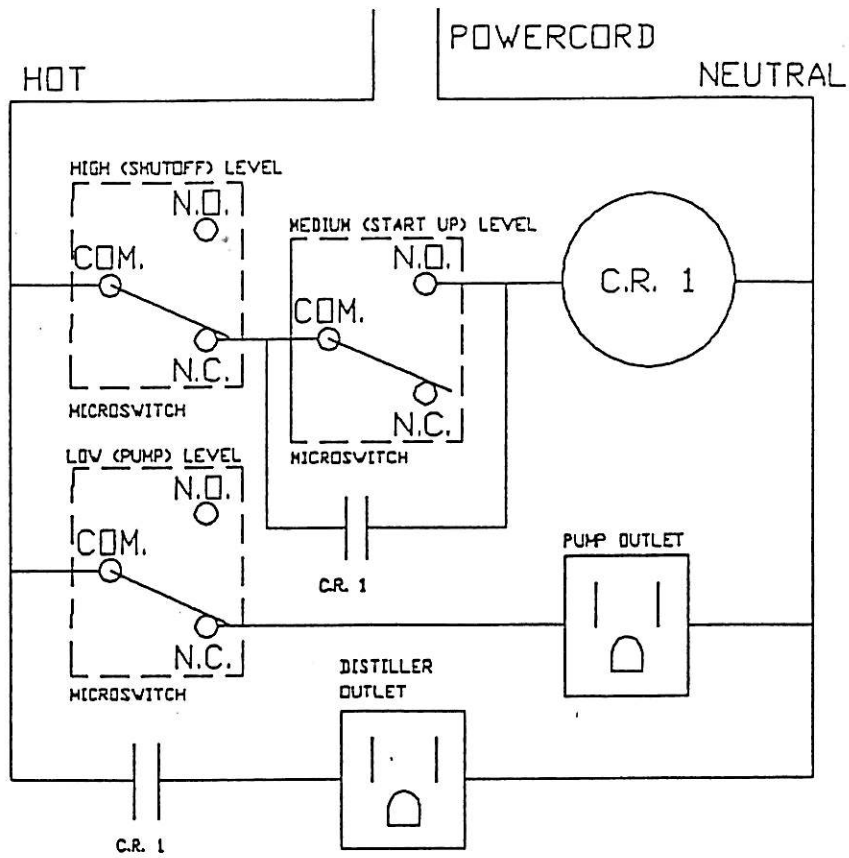 POWERCORD
HOT
NEUTRAL
HIGH (SHUTOFF) LEVEL
N.O.
MEDIUM (START UP) LEVEL
COM.
N.O.
C.R. 1
COM.
N.C.
N.C.
MICROSWITCH
LOW (PUMP) LEVEL
MICROSWITCH
N.O.
COM.
PUMP OUTLET
C.R. 1
N.C.
DISTILLER
OUTLET
MICROSWITCH
C.R. 1